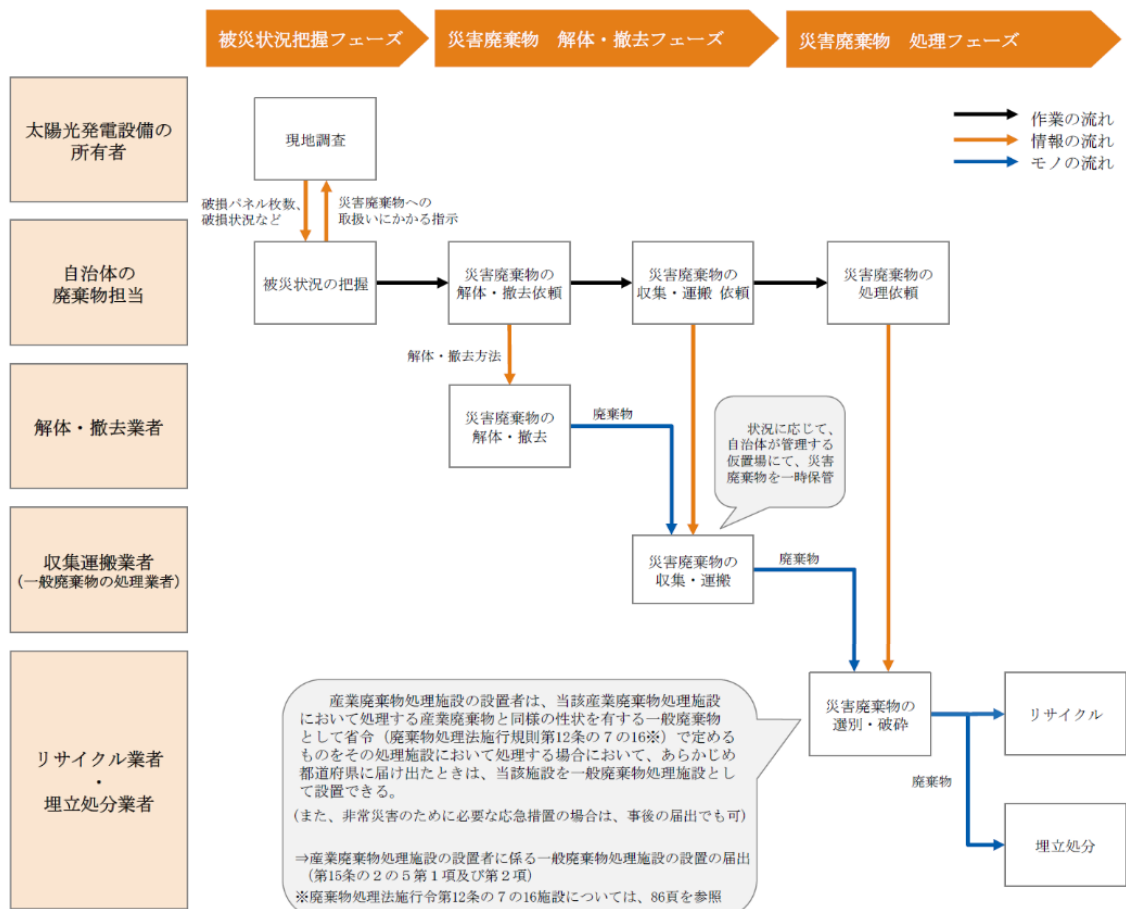 被災状況把握フェーズ
災害廃棄物　解体・撤去フェーズ
災害廃棄物　処理フェーズ
太陽光発電設備の
所有者
現地調査
作業の流れ
情報の流れ
モノの流れ
破損パネル枚数、
破損状況など
災害廃棄物への
取扱いにかかる指示
自治体の
廃棄物担当
被災状況の把握
災害廃棄物の
解体・撤去依頼
災害廃棄物の
収集・運搬 依頼
災害廃棄物の
処理依頼
解体・撤去方法
解体・撤去業者
災害廃棄物の
解体・撤去
廃棄物
状況に応じて、
自治体が管理する
仮置場にて、災害
廃棄物を一時保管
収集運搬業者
(一般廃棄物の処理業者)
災害廃棄物の
収集・運搬
廃棄物
リサイクル業者
・
埋立処分業者
産業廃棄物処理施設の設置者は、当該産業廃棄物処理施設
において処理する産業廃棄物と同様の性状を有する一般廃棄物
として省令（廃棄物処理法施行規則第12条の７の16※）で定める
ものをその処理施設において処理する場合において、あらかじめ
都道府県に届け出たときは、当該施設を一般廃棄物処理施設とし
て設置できる。
(また、非常災害のために必要な応急措置の場合は、事後の届出でも可)
⇒産業廃棄物処理施設の設置者に係る一般廃棄物処理施設の設置の届出
（第15条の２の５第１項及び第２項）
※廃棄物処理法施行令第12条の７の16施設については、86頁を参照
災害廃棄物の
選別・破砕
リサイクル
廃棄物
埋立処分